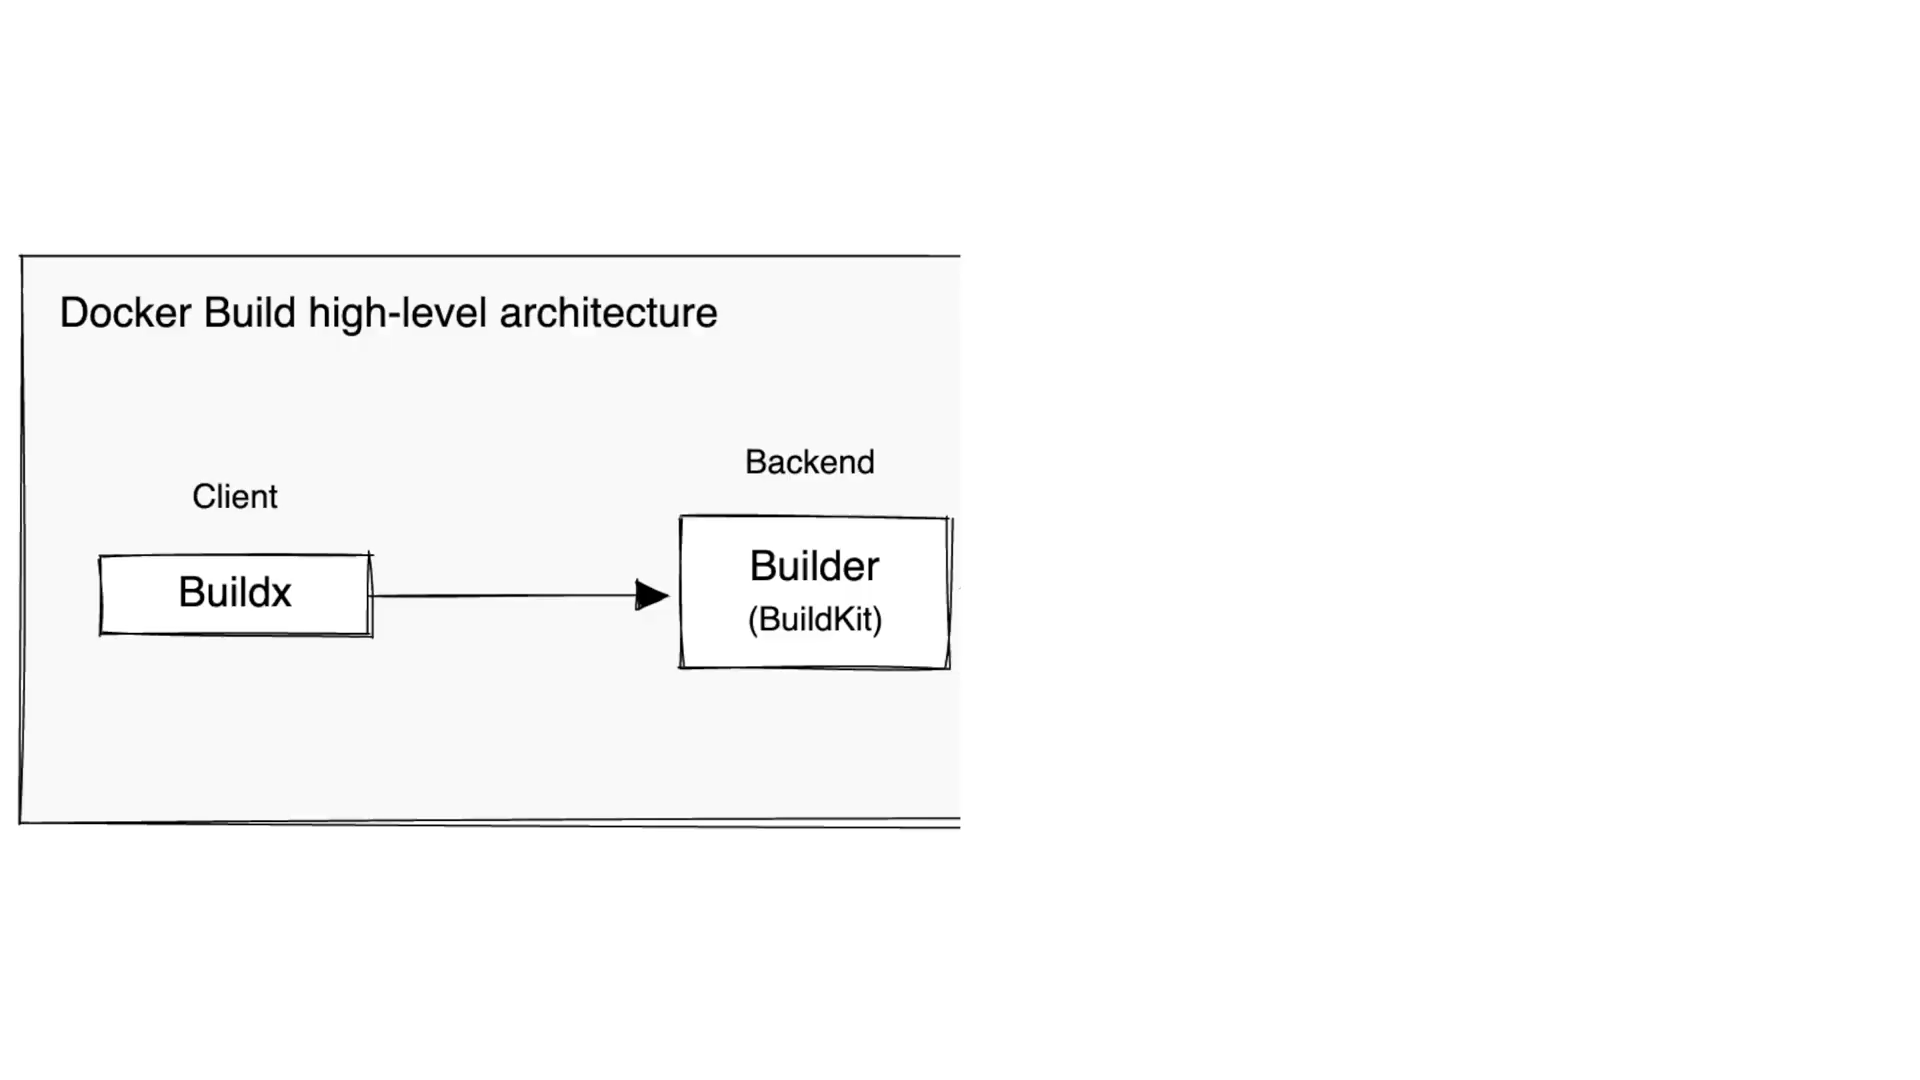 Docker Build high-level architecture
Client
Buildx
Backend
Builder
(BuildKit)